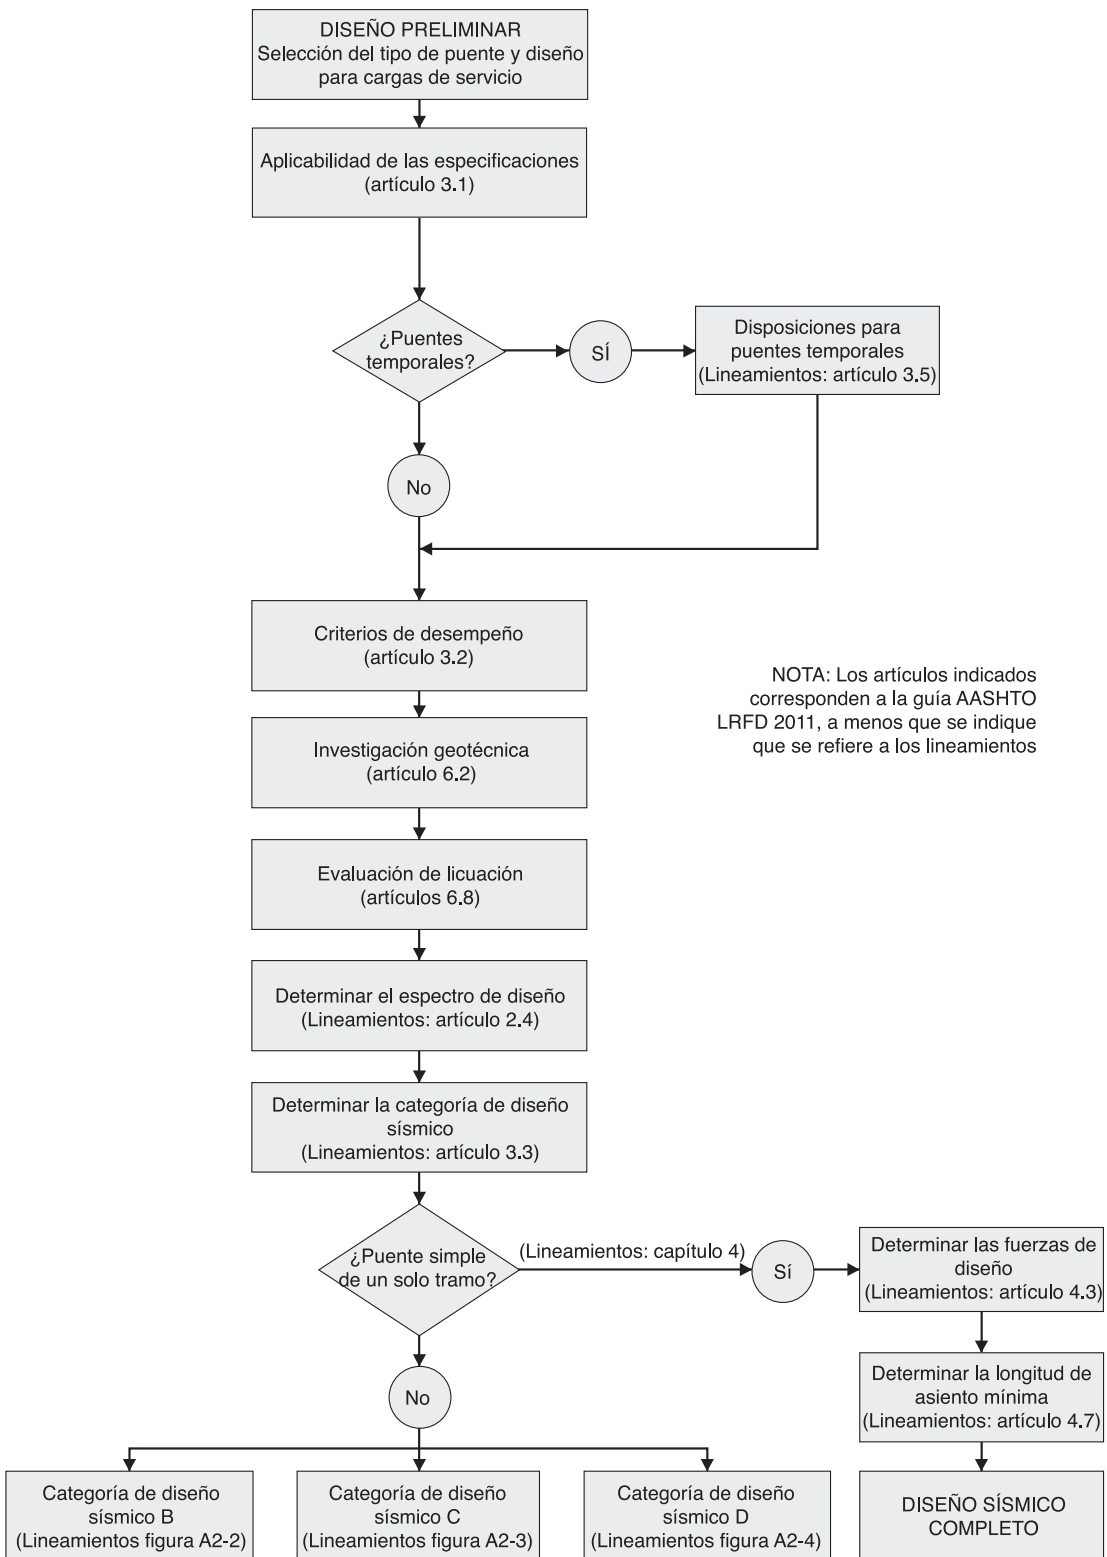 DISEÑO PRELIMINAR
Selección del tipo de puente y diseño
para cargas de servicio
Aplicabilidad de las especificaciones
(artículo 3.1)
¿Puentes
temporales?
SÍ
Disposiciones para
puentes temporales
(Lineamientos: artículo 3.5)
No
Criterios de desempeño
(artículo 3.2)
NOTA: Los artículos indicados
corresponden a la guía AASHTO
LRFD 2011, a menos que se indique
que se refiere a los lineamientos
Investigación geotécnica
(artículo 6.2)
Evaluación de licuación
(artículos 6.8)
Determinar el espectro de diseño
(Lineamientos: artículo 2.4)
Determinar la categoría de diseño
sísmico
(Lineamientos: artículo 3.3)
¿Puente simple
de un solo tramo?
(Lineamientos: capítulo 4)
Sí
Determinar las fuerzas de
diseño
(Lineamientos: artículo 4.3)
Determinar la longitud de
asiento mínima
(Lineamientos: artículo 4.7)
No
Categoría de diseño
sísmico B
(Lineamientos figura A2-2)
Categoría de diseño
sísmico C
(Lineamientos figura A2-3)
Categoría de diseño
sísmico D
(Lineamientos figura A2-4)
DISEÑO SÍSMICO
COMPLETO